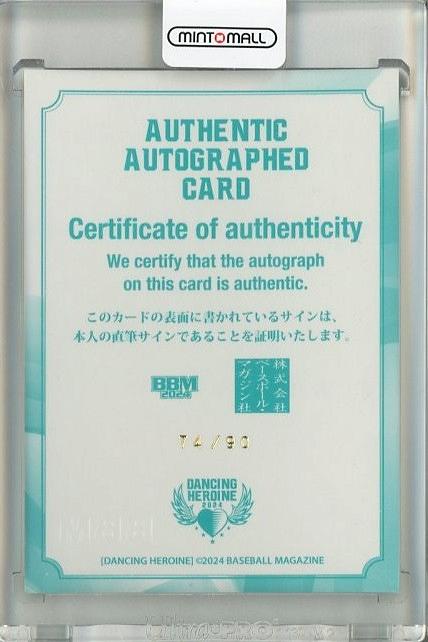 MINTMALL
AUTHENTIC
AUTOGRAPHED
CARD
Certificate of authenticity
We certify that the autograph
on this card is authentic.
このカードの表面に書かれているサインは、
本人の直筆サインであることを証明いたします。
BBM
2024
株式会社
ベースボール・
マガジン社
74/90
DANCING
HEROINE
2024
[DANCING HEROINE] ©2024 BASEBALL MAGAZINE
UltraPRO